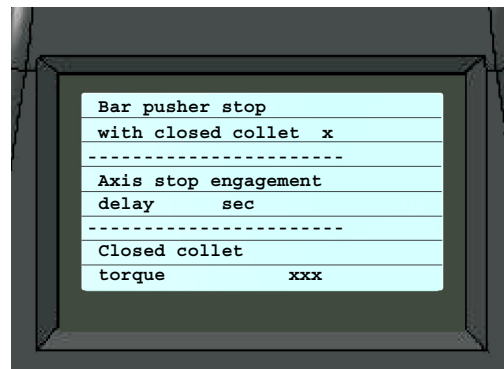 Bar pusher stop
with closed collet x
-----------------------
Axis stop engagement
delay sec
-----------------------
Closed collet
torque xxx